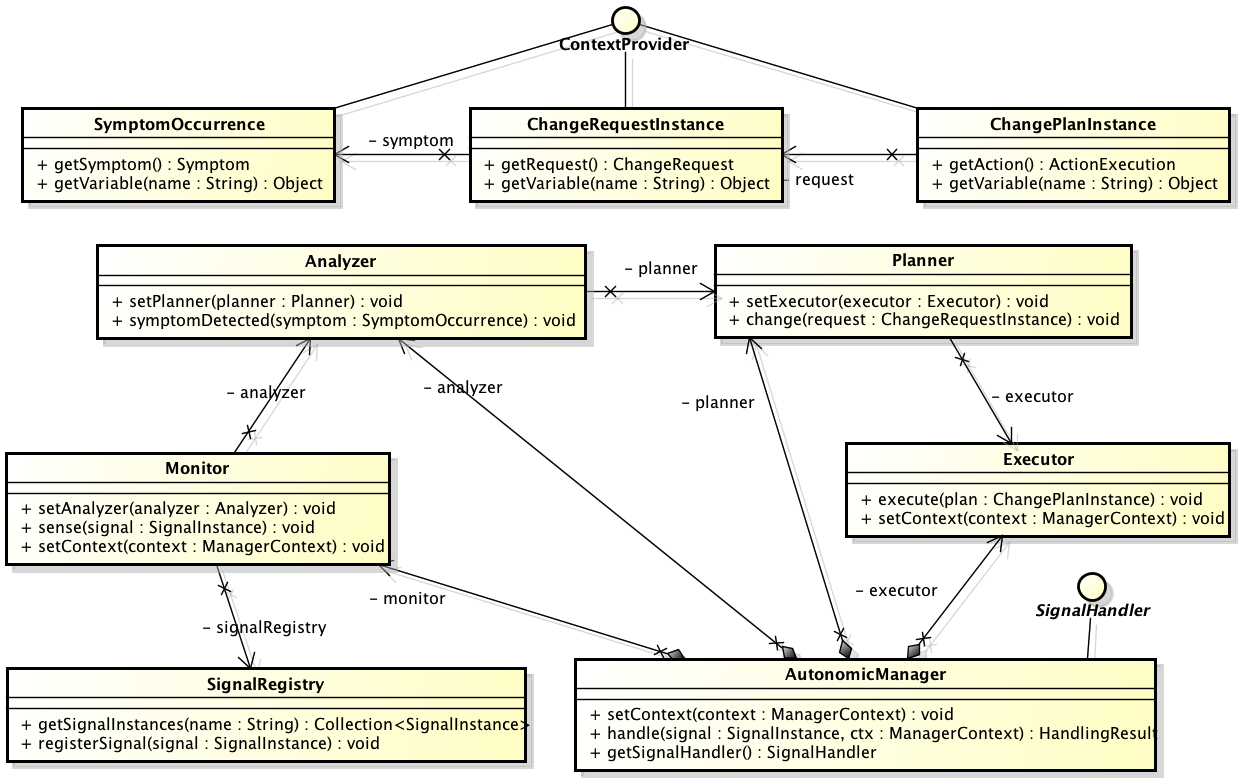 ContextProvider
SymptomOccurrence
+ getSymptom() : Symptom
+ getVariable(name : String) : Object
– symptom
ChangeRequestInstance
+ getRequest() : ChangeRequest
+ getVariable(name : String) : Object
– request
ChangePlanInstance
+ getAction() : ActionExecution
+ getVariable(name : String) : Object
Analyzer
+ setPlanner(planner : Planner) : void
+ symptomDetected(symptom : SymptomOccurrence) : void
– planner
Planner
+ setExecutor(executor : Executor) : void
+ change(request : ChangeRequestInstance) : void
– analyzer
– analyzer
– planner
– executor
Monitor
+ setAnalyzer(analyzer : Analyzer) : void
+ sense(signal : SignalInstance) : void
+ setContext(context : ManagerContext) : void
Executor
+ execute(plan : ChangePlanInstance) : void
+ setContext(context : ManagerContext) : void
– monitor
– executor
SignalHandler
– signalRegistry
SignalRegistry
+ getSignalInstances(name : String) : Collection<SignalInstance>
+ registerSignal(signal : SignalInstance) : void
AutonomicManager
+ setContext(context : ManagerContext) : void
+ handle(signal : SignalInstance, ctx : ManagerContext) : HandlingResult
+ getSignalHandler() : SignalHandler